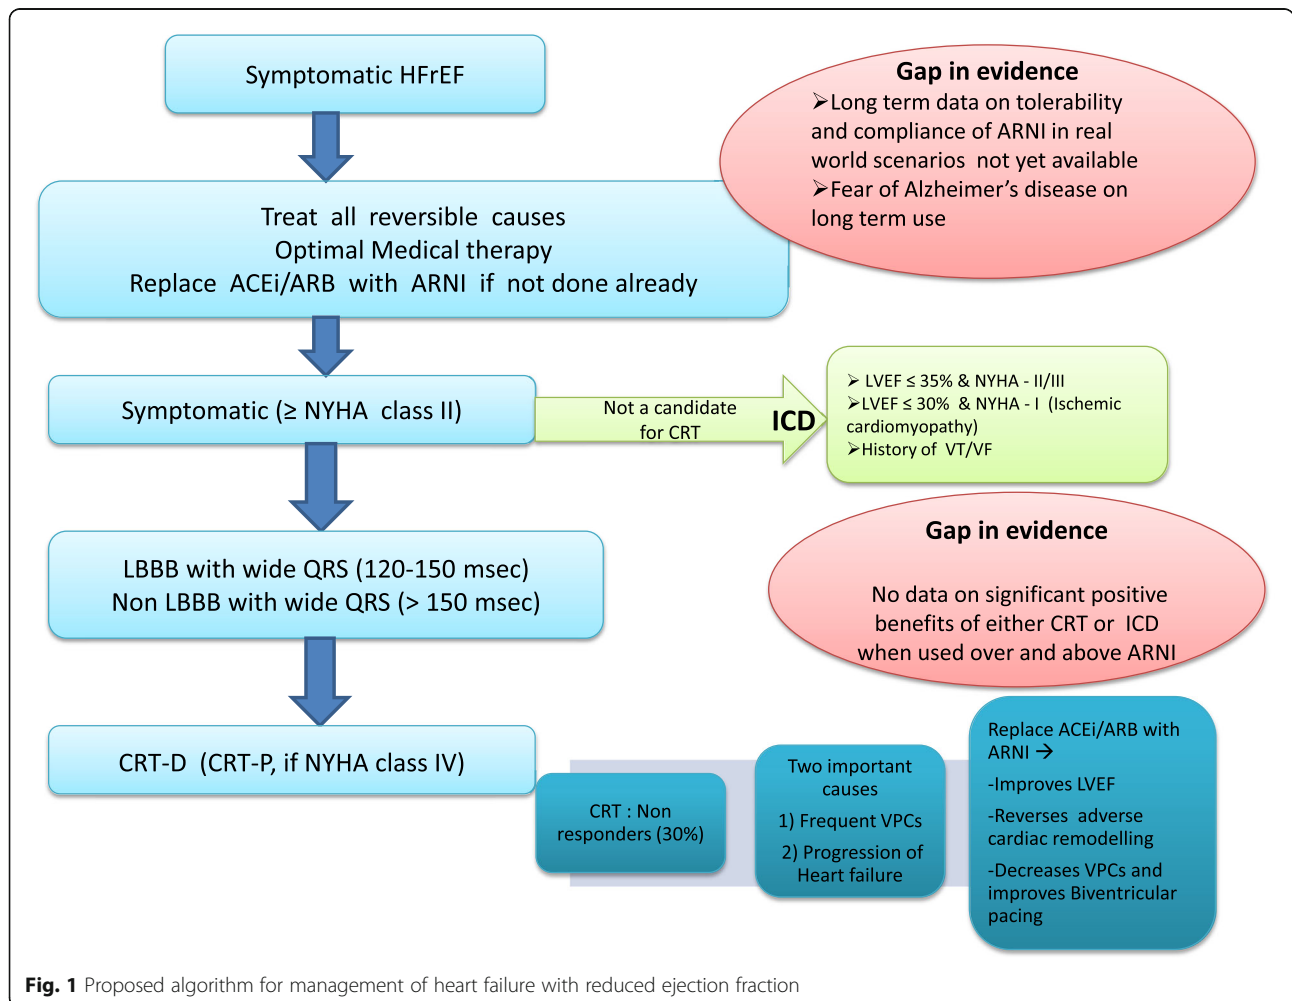 Symptomatic HFrEF
Gap in evidence
➢Long term data on tolerability
and compliance of ARNI in real
world scenarios not yet available
➢Fear of Alzheimer’s disease on
long term use
Treat all reversible causes
Optimal Medical therapy
Replace ACEi/ARB with ARNI if not done already
Symptomatic (≥ NYHA class II)
Not a candidate
for CRT
ICD
➢ LVEF ≤ 35% & NYHA - II/III
➢LVEF ≤ 30% & NYHA - I (Ischemic
cardiomyopathy)
➢History of VT/VF
Gap in evidence
No data on significant positive
benefits of either CRT or ICD
when used over and above ARNI
LBBB with wide QRS (120-150 msec)
Non LBBB with wide QRS (> 150 msec)
CRT-D (CRT-P, if NYHA class IV)
CRT : Non
responders (30%)
Two important
causes
1) Frequent VPCs
2) Progression of
Heart failure
Replace ACEi/ARB with
ARNI →
-Improves LVEF
-Reverses adverse
cardiac remodelling
-Decreases VPCs and
improves Biventricular
pacing
Fig. 1 Proposed algorithm for management of heart failure with reduced ejection fraction